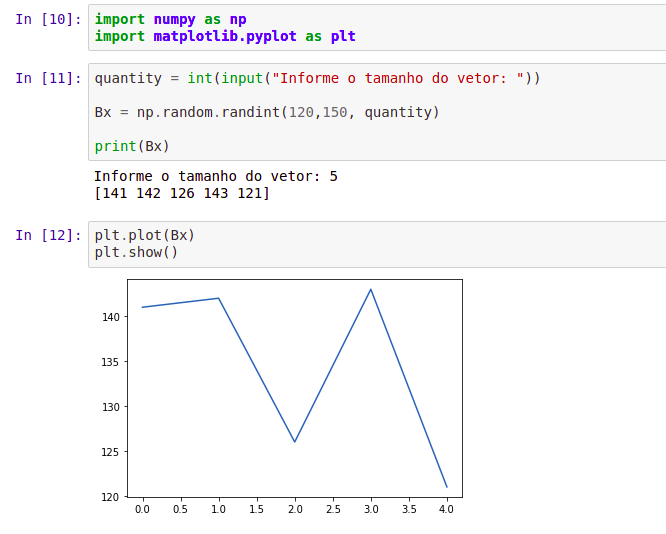 In [10]: import numpy as np
import matplotlib.pyplot as plt
In [11]: quantity = int(input("Informe o tamanho do vetor: "))
Bx = np.random.randint(120,150, quantity)
print(Bx)
Informe o tamanho do vetor: 5
[141 142 126 143 121]
In [12]: plt.plot(Bx)
plt.show()
140
135
130
125
120
0.0 0.5 1.0 1.5 2.0 2.5 3.0 3.5 4.0